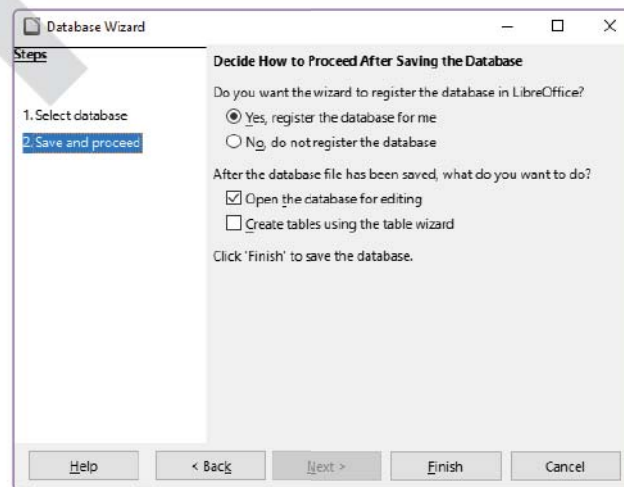 Database Wizard
Steps
1. Select database
2. Save and proceed
Decide How to Proceed After Saving the Database
Do you want the wizard to register the database in LibreOffice?
Yes, register the database for me
No, do not register the database
After the database file has been saved, what do you want to do?
Open the database for editing
Create tables using the table wizard
Click 'Finish' to save the database.
Help
< Back
Next >
Finish
Cancel